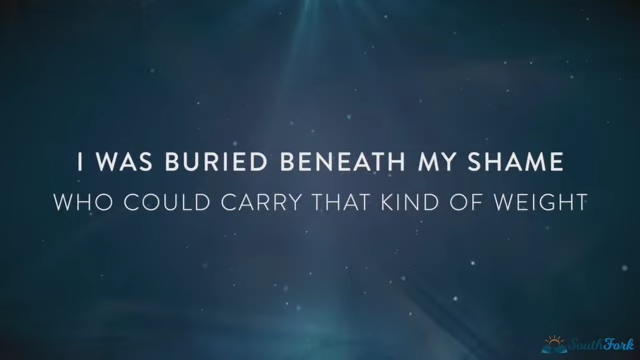 I WAS BURIED BENEATH MY SHAME
WHO COULD CARRY THAT KIND OF WEIGHT
SouthFork